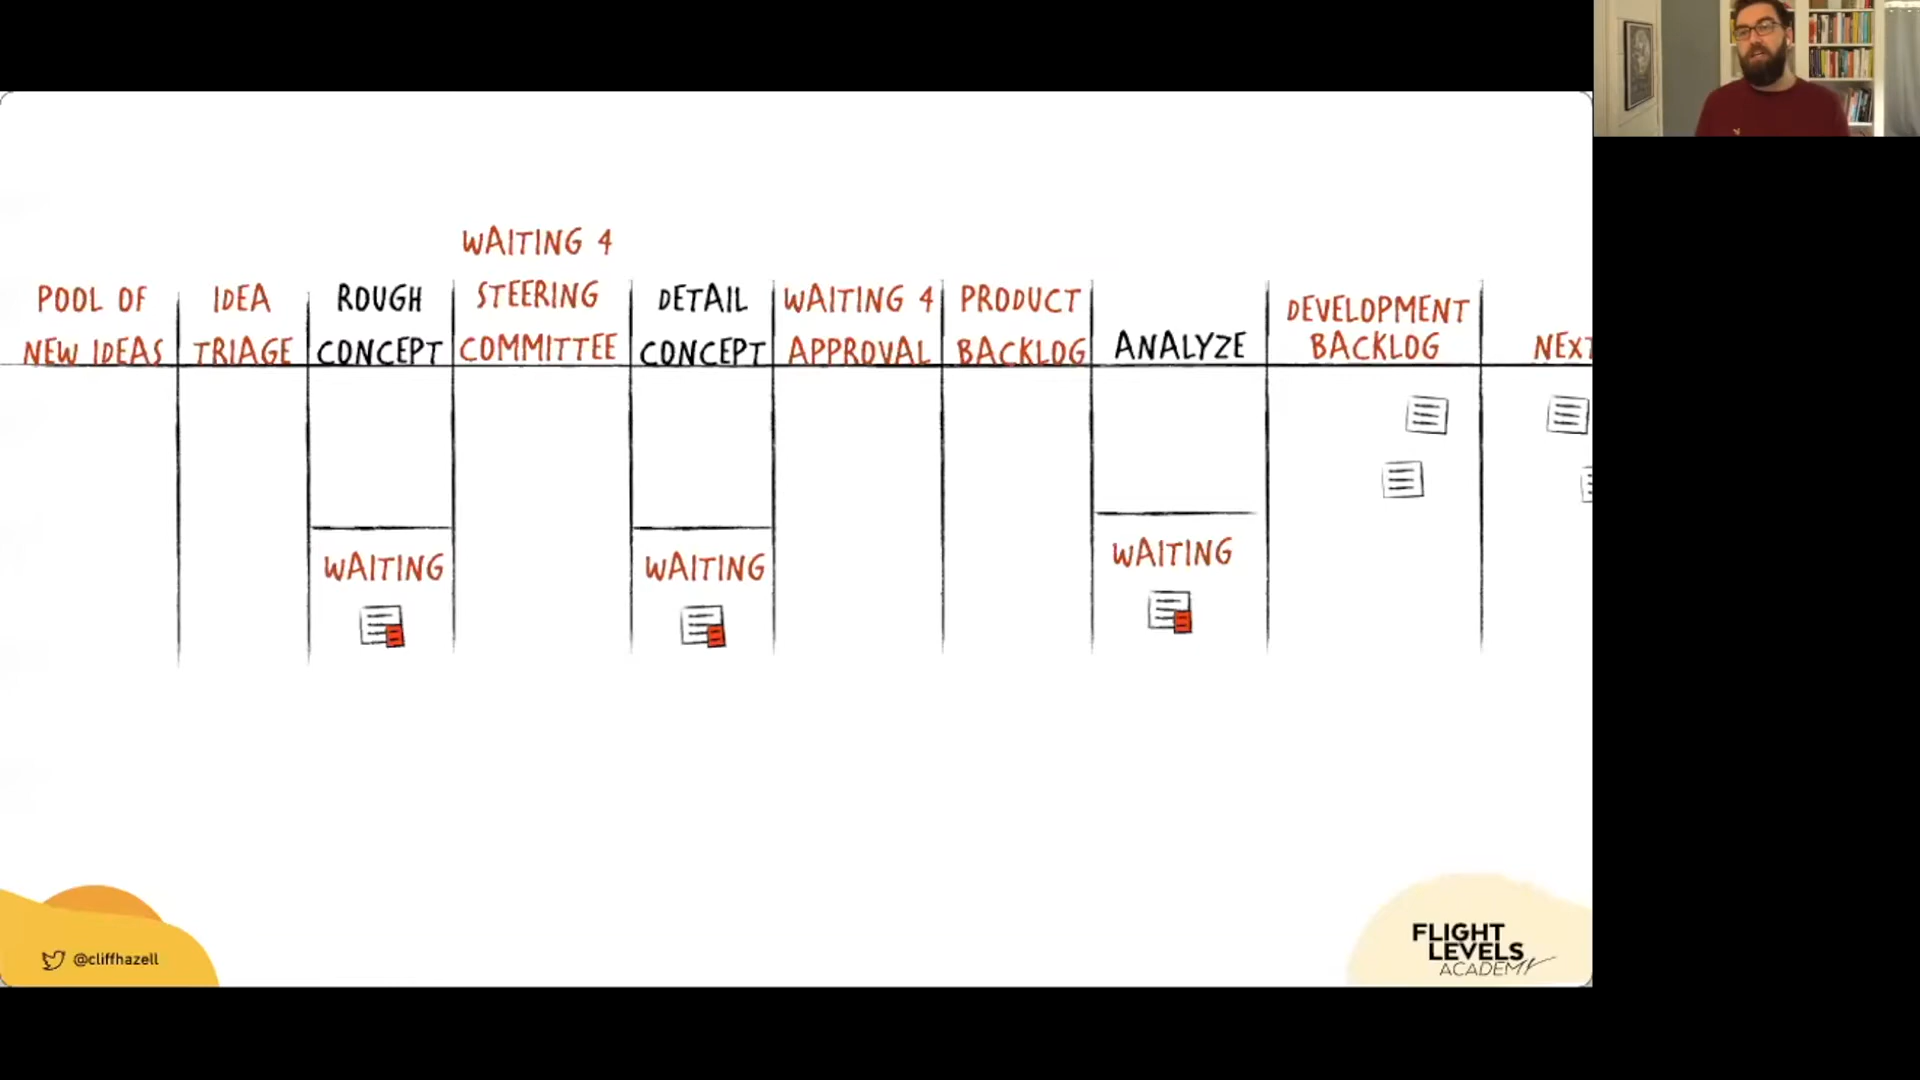 WAITING 4
STEERING
COMMITTEE
POOL OF
NEW IDEAS
IDEA
TRIAGE
ROUGH
CONCEPT
DETAIL
CONCEPT
WAITING 4
APPROVAL
PRODUCT
BACKLOG
ANALYZE
DEVELOPMENT
BACKLOG
NEXT
WAITING
WAITING
WAITING
@cliffhazell
FLIGHT
LEVELS
ACADEMY